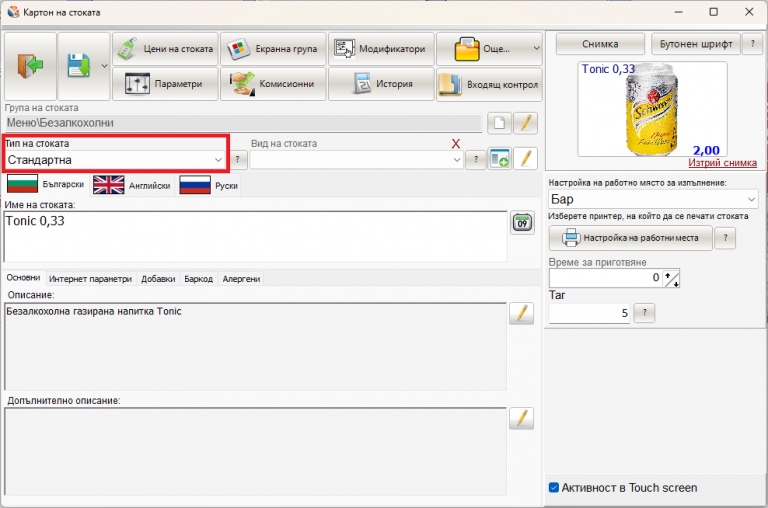 Картон на стоката
Цени на стоката
Екранна група
Модификатори
Още...
Параметри
Комисионни
История
Входящ контрол
Група на стоката
Меню\Безалкохолни
Тип на стоката
Вид на стоката
X
Стандартна
?
?
Български
Английски
Руски
Име на стоката:
Tonic 0,33
09
Основни
Интернет параметри
Добавки
Баркод
Алергени
Описание:
Безалкохолна газирана напитка Tonic
Допълнително описание:
Снимка
Бутонен шрифт
?
Tonic 0,33
2,00
Изтрий снимка
Настройка на работно място за изпълнение:
Бар
Изберете принтер, на който да се печати стоката
Настройка на работни места
?
Време за приготвяне
0
Таг
5
?
Активност в Touch screen